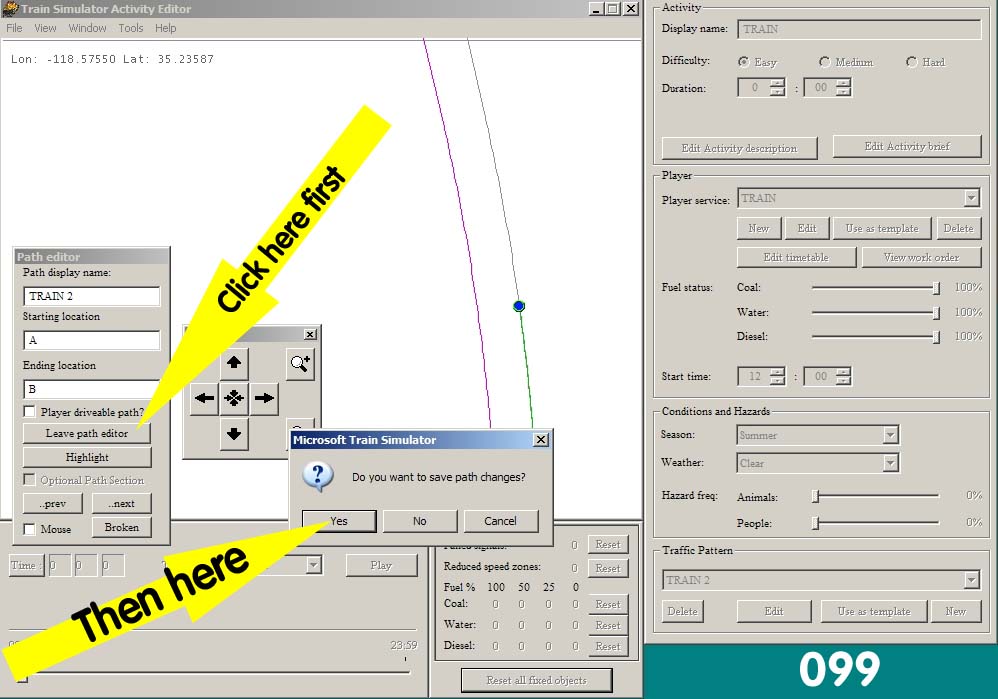 Train Simulator Activity Editor
File View Window Tools Help
Lon: -118.57550 Lat: 35.23587
Click here first
Path editor
Path display name:
TRAIN 2
Starting location
A
Ending location
B
Player driveable path?
Leave path editor
Highlight
Optional Path Section
..prev ..next
Mouse Broken
Microsoft Train Simulator
Do you want to save path changes?
Yes No Cancel
Then here
Time : 0 0 0
Play
23:59
Failed signals: 0 Reset
Reduced speed zones: 0 Reset
Fuel % 100 50 25 0
Coal: 0 0 0 0 Reset
Water: 0 0 0 0 Reset
Diesel: 0 0 0 0 Reset
Reset all fixed objects
Activity
Display name: TRAIN
Difficulty: Easy Medium Hard
Duration: 0 : 00
Edit Activity description Edit Activity brief
Player
Player service: TRAIN
New Edit Use as template Delete
Edit timetable View work order
Fuel status: Coal: 100%
Water: 100%
Diesel: 100%
Start time: 12 : 00
Conditions and Hazards
Season: Summer
Weather: Clear
Hazard freq: Animals: 0%
People: 0%
Traffic Pattern
TRAIN 2
Delete Edit Use as template New
099